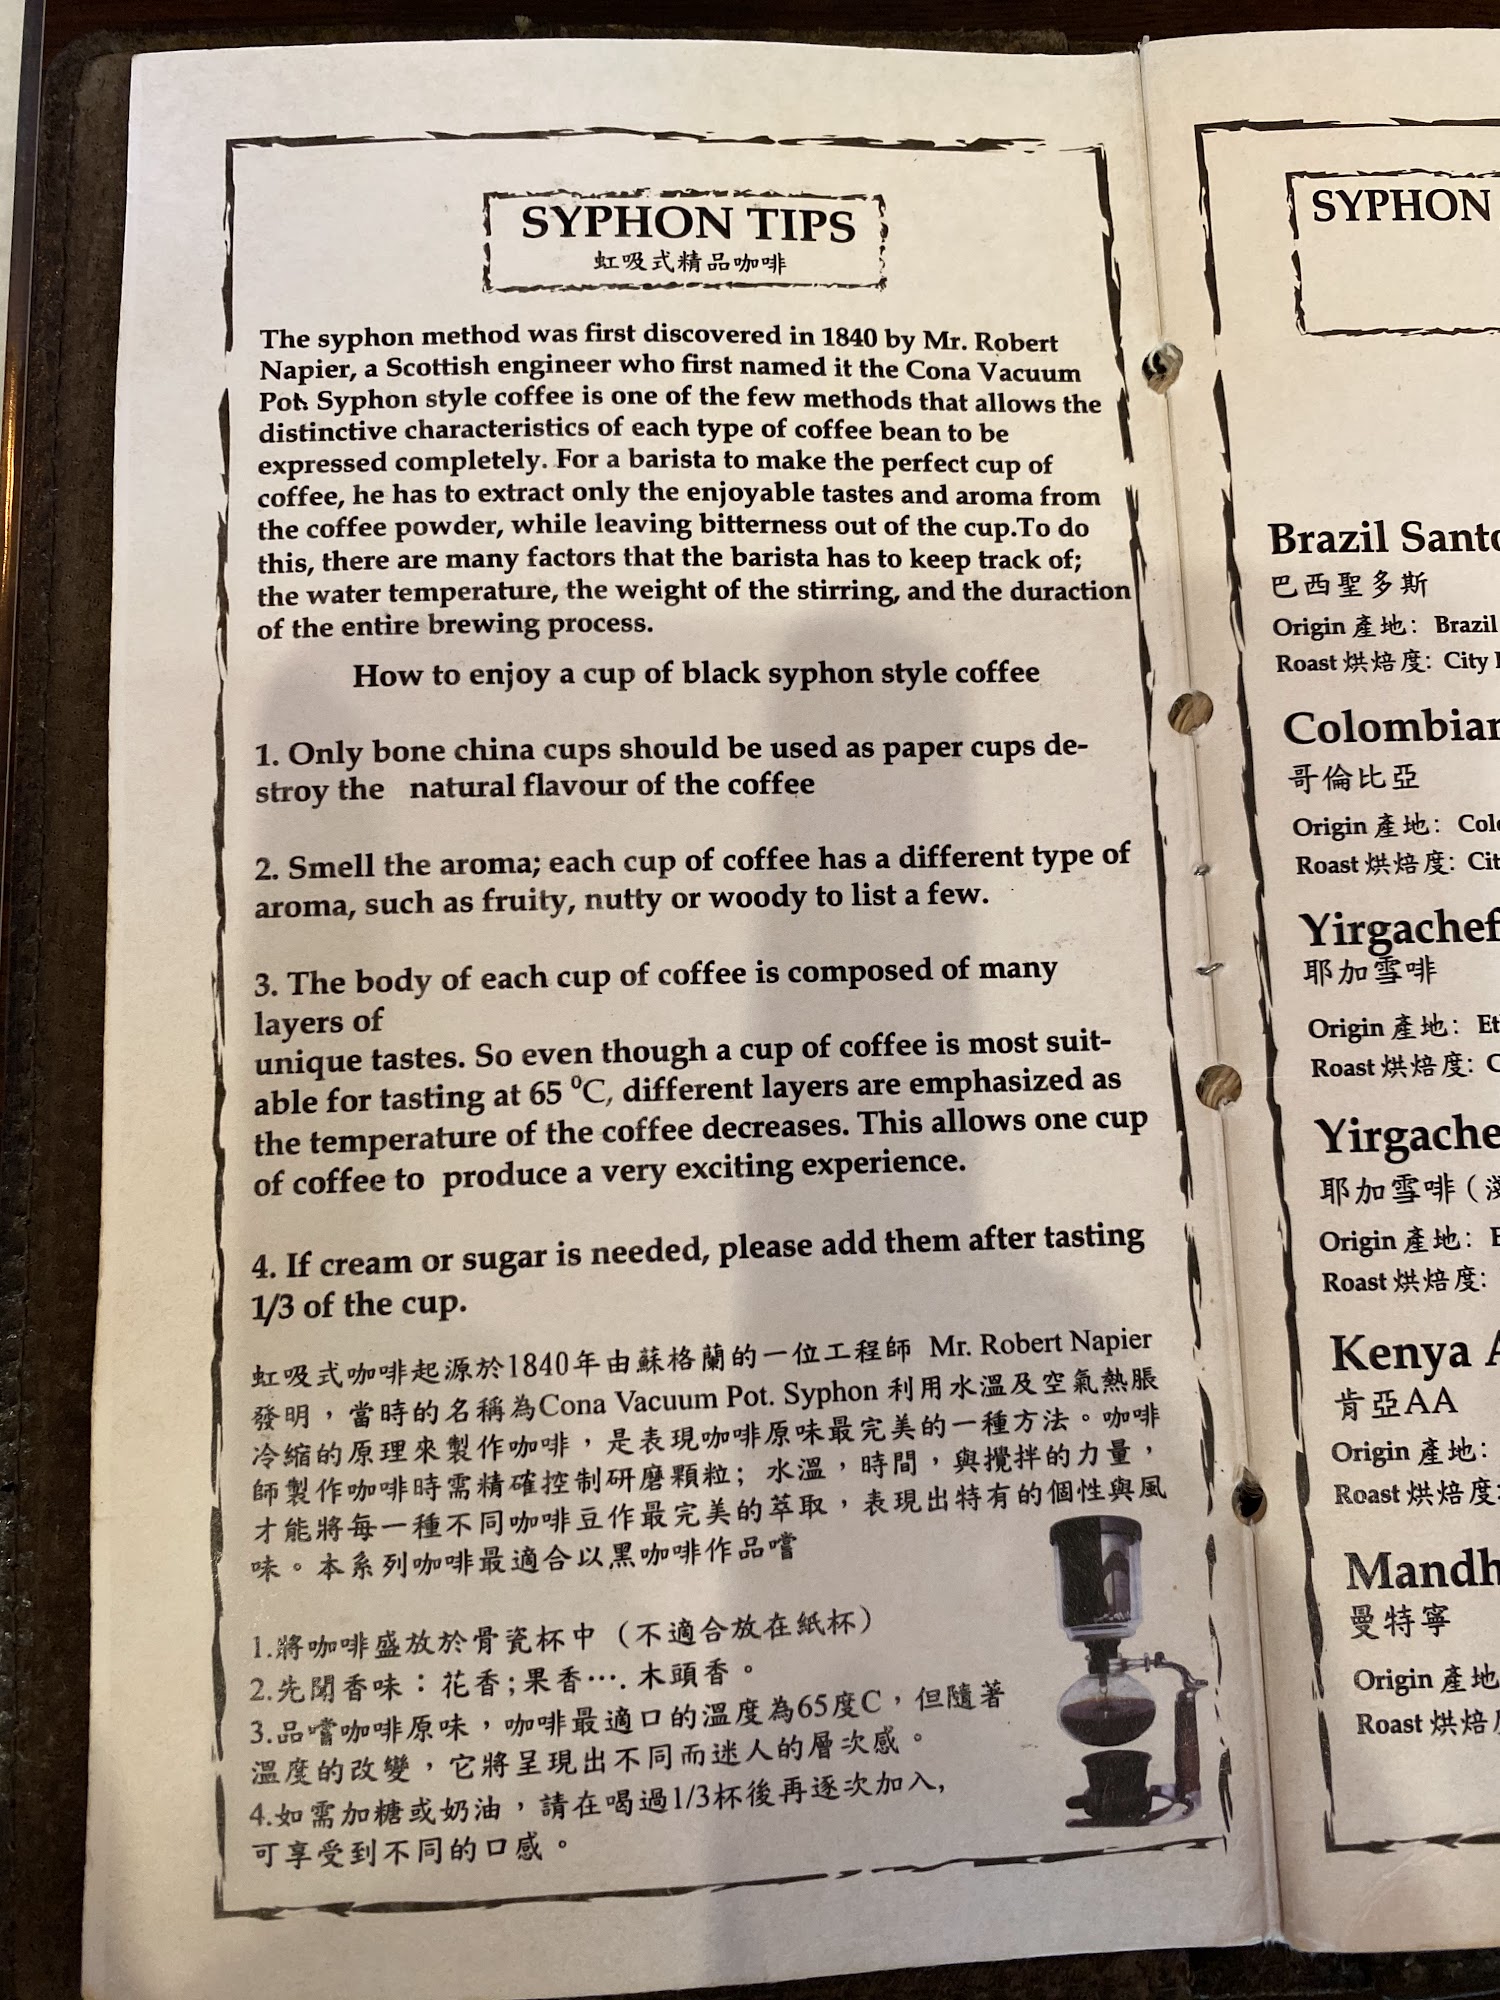 SYPHON TIPS
虹吸式精品咖啡
The syphon method was first discovered in 1840 by Mr. Robert
Napier, a Scottish engineer who first named it the Cona Vacuum
Pot. Syphon style coffee is one of the few methods that allows the
distinctive characteristics of each type of coffee bean to be
expressed completely. For a barista to make the perfect cup of
coffee, he has to extract only the enjoyable tastes and aroma from
the coffee powder, while leaving bitterness out of the cup.To do
this, there are many factors that the barista has to keep track of;
the water temperature, the weight of the stirring, and the duraction
of the entire brewing process.
How to enjoy a cup of black syphon style coffee
1. Only bone china cups should be used as paper cups de-
stroy the natural flavour of the coffee
2. Smell the aroma; each cup of coffee has a different type of
aroma, such as fruity, nutty or woody to list a few.
3. The body of each cup of coffee is composed of many
layers of
unique tastes. So even though a cup of coffee is most suit-
able for tasting at 65 ⁰C, different layers are emphasized as
the temperature of the coffee decreases. This allows one cup
of coffee to produce a very exciting experience.
4. If cream or sugar is needed, please add them after tasting
1/3 of the cup.
虹吸式咖啡起源於1840年由蘇格蘭的一位工程師 Mr. Robert Napier
發明，當時的名稱為Cona Vacuum Pot. Syphon 利用水溫及空氣熱脹
冷縮的原理來製作咖啡，是表現咖啡原味最完美的一種方法。咖啡
師製作咖啡時需精確控制研磨顆粒；水溫，時間，與攪拌的力量，
才能將每一種不同咖啡豆作最完美的萃取，表現出特有的個性與風
味。本系列咖啡最適合以黑咖啡作品嚐
1.將咖啡盛放於骨瓷杯中（不適合放在紙杯）
2.先聞香味：花香;果香….木頭香。
3.品嚐咖啡原味，咖啡最適口的溫度為65度C，但隨著
溫度的改變，它將呈現出不同而迷人的層次感。
4.如需加糖或奶油，請在喝過1/3杯後再逐次加入,
可享受到不同的口感。
SYPHON
Brazil Santo
巴西聖多斯
Origin 產地： Brazil
Roast 烘焙度: City
Colombian
哥倫比亞
Origin 產地： Colo
Roast 烘焙度: Cit
Yirgachef
耶加雪啡
Origin 產地： Et
Roast 烘焙度: C
Yirgache
耶加雪啡（淺
Origin 產地： E
Roast 烘焙度:
Kenya A
肯亞AA
Origin 產地：
Roast 烘焙度:
Mandh
曼特寧
Origin 產地
Roast 烘焙度